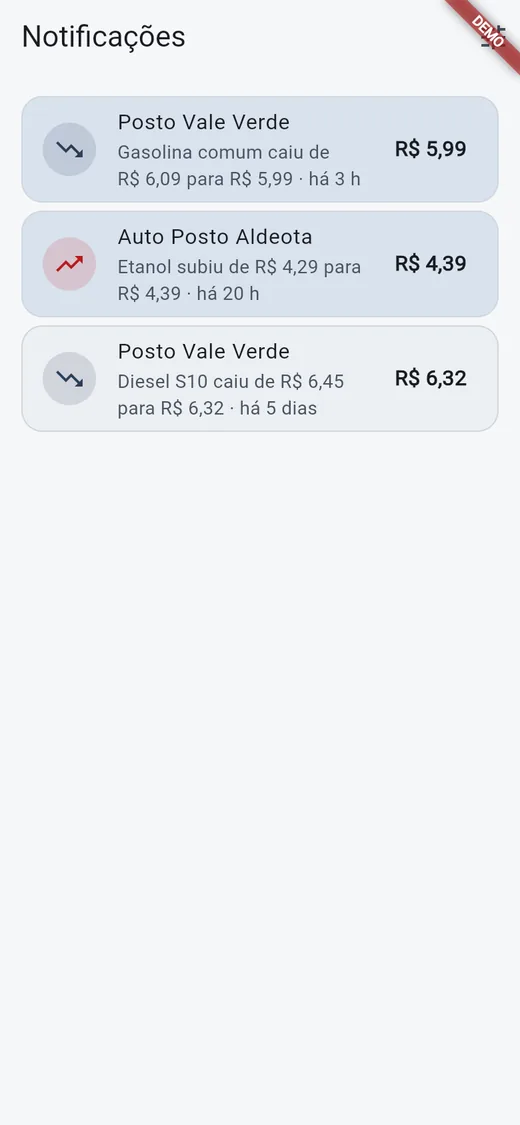 Notificações
DEMO
Posto Vale Verde
Gasolina comum caiu de
R$ 6,09 para R$ 5,99 · há 3 h
R$ 5,99
Auto Posto Aldeota
Etanol subiu de R$ 4,29 para
R$ 4,39 · há 20 h
R$ 4,39
Posto Vale Verde
Diesel S10 caiu de R$ 6,45
para R$ 6,32 · há 5 dias
R$ 6,32